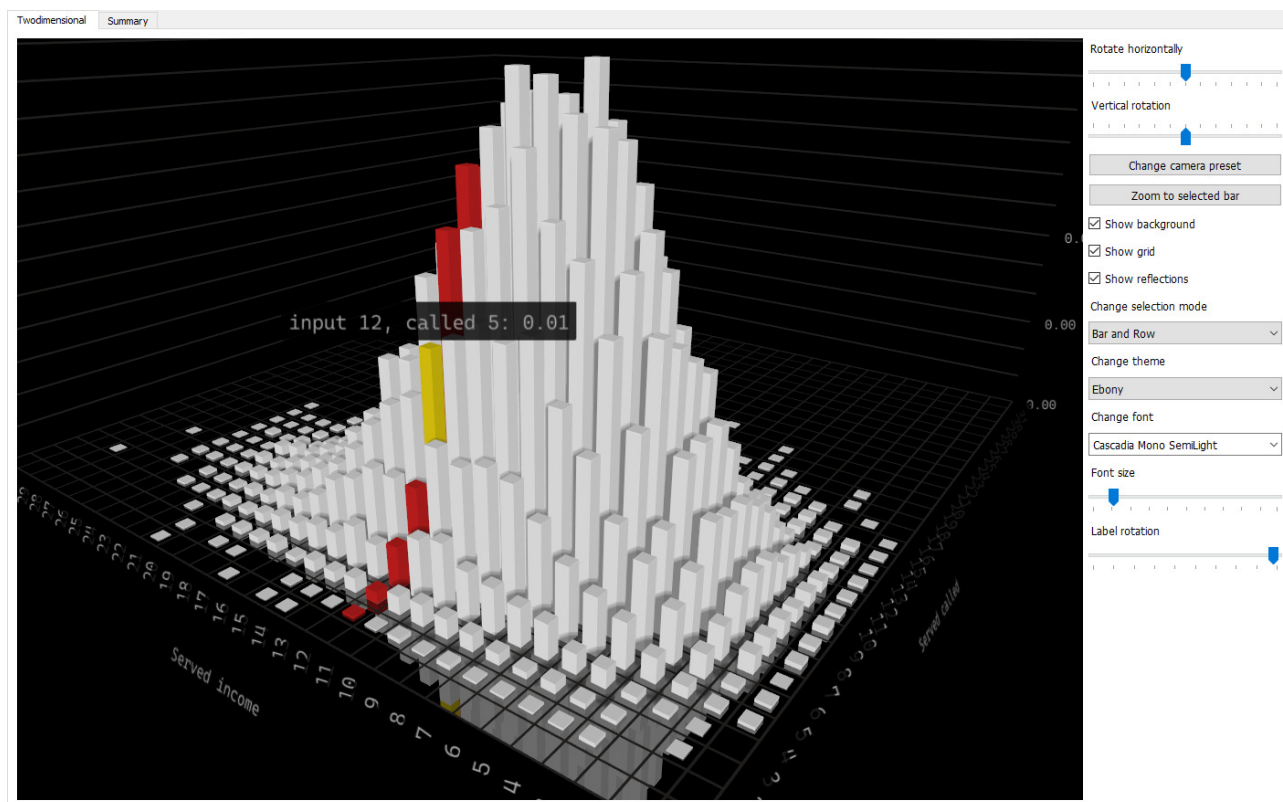 Twodimensional
Summary
input 12, called 5: 0.01
0.00
0.00
20
19
18
17
16
15
14
13
12
11
10
9
8
7
6
5
4
Served income
Served called
Rotate horizontally
Vertical rotation
Change camera preset
Zoom to selected bar
Show background
Show grid
Show reflections
Change selection mode
Bar and Row
Change theme
Ebony
Change font
Cascadia Mono SemiLight
Font size
Label rotation